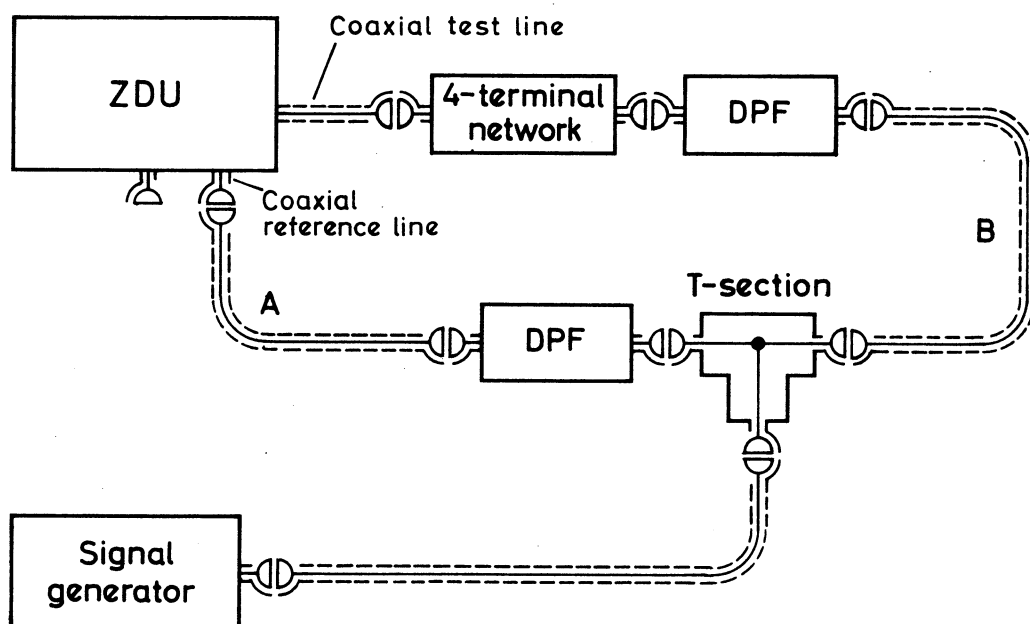 Coaxial test line
ZDU
4-terminal
network
DPF
Coaxial
reference line
B
A
T-section
DPF
Signal
generator